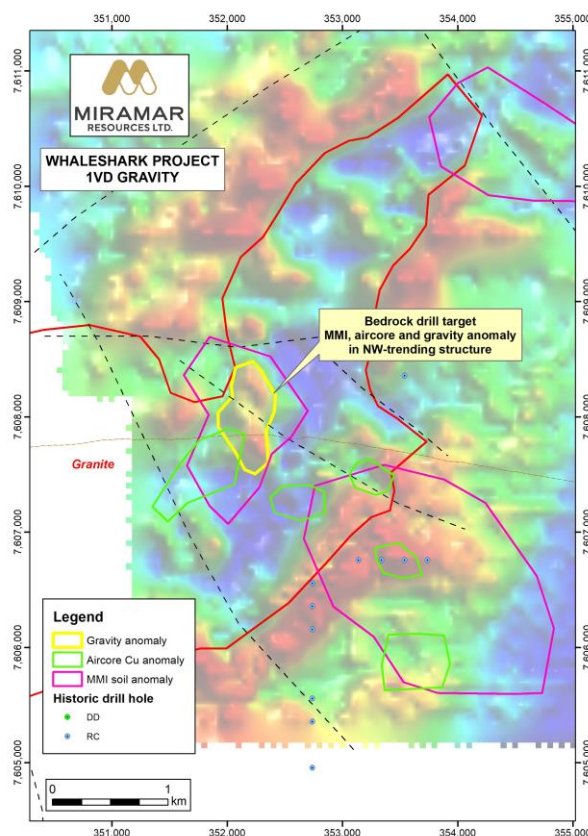 351,000 352,000 353,000 354,000 355,000
7,611,000
7,610,000
7,609,000
7,608,000
7,607,000
7,606,000
7,605,000
MIRAMAR
RESOURCES LTD.
WHALESHARK PROJECT
1VD GRAVITY
Bedrock drill target
MMI, aircore and gravity anomaly
in NW-trending structure
Granite
Legend
Gravity anomaly
Aircore Cu anomaly
MMI soil anomaly
Historic drill hole
DD
RC
0 1
km
351,000 352,000 353,000 354,000 355,000